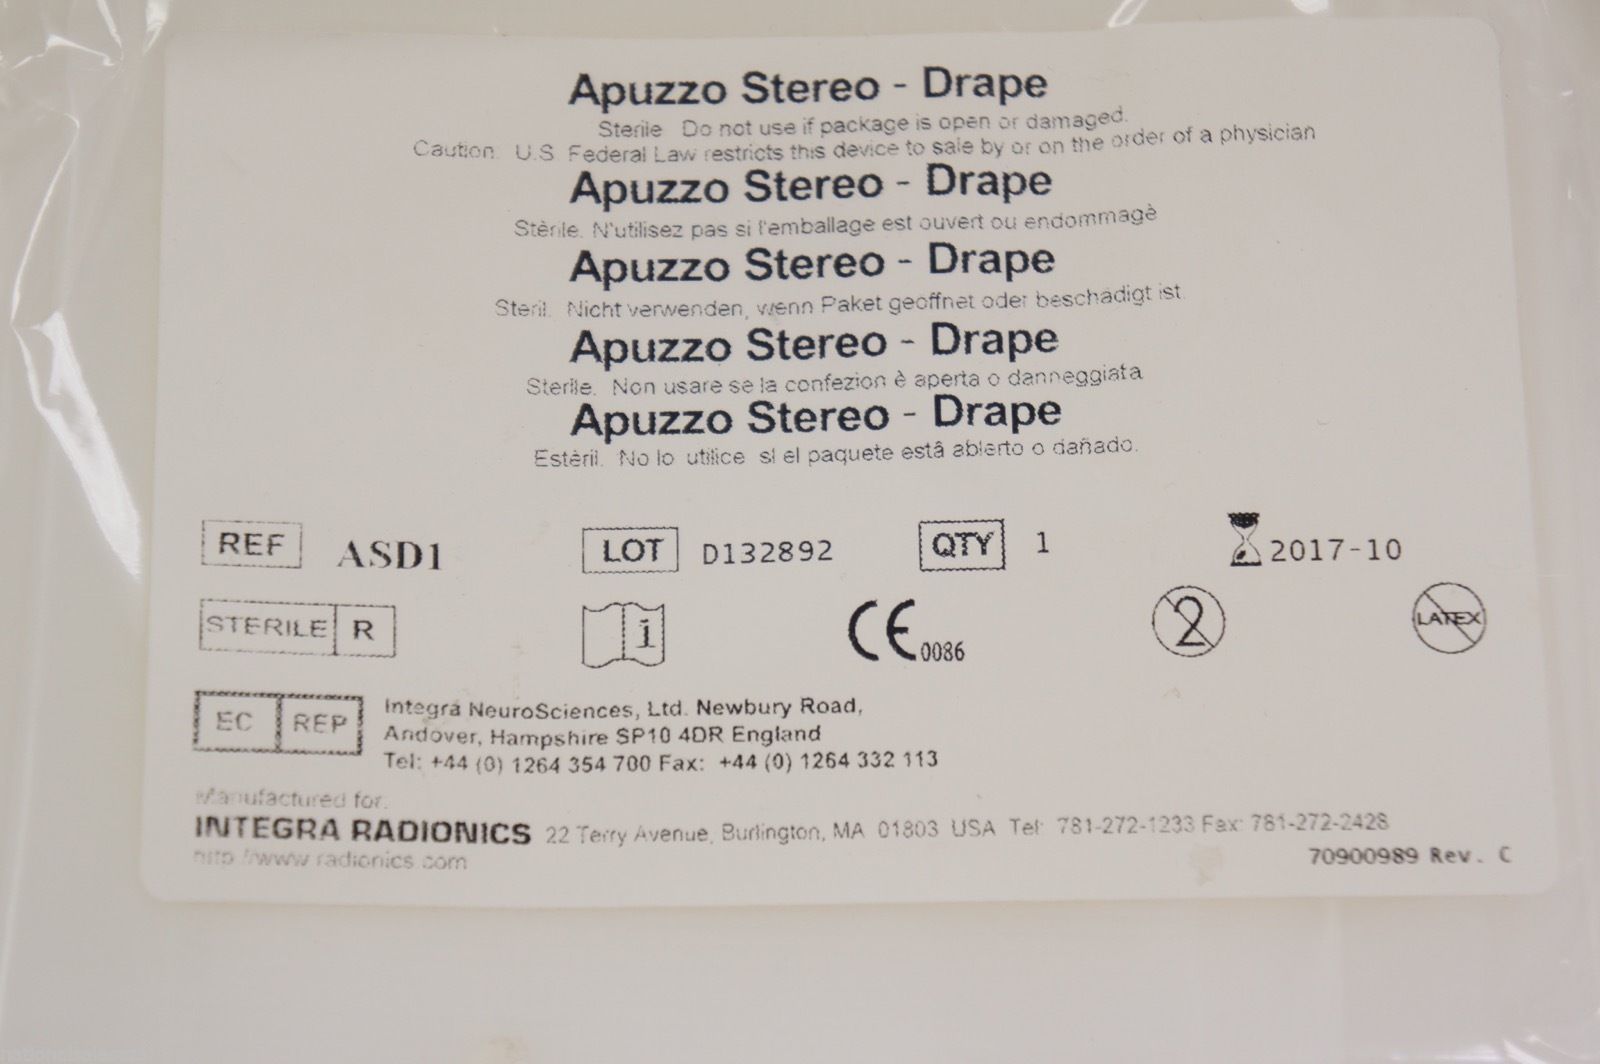 Apuzzo Stereo - Drape
Sterile Do not use if package is open or damaged.
Caution. U.S. Federal Law restricts this device to sale by or on the order of a physician
Apuzzo Stereo - Drape
Stèrile. N'utilisez pas si l'emballage est ouvert ou endommagè
Apuzzo Stereo - Drape
Steril. Nicht verwenden, wenn Paket geöffnet oder beschädigt ist.
Apuzzo Stereo - Drape
Sterile. Non usare se la confezion è aperta o danneggiata
Apuzzo Stereo - Drape
Estèril. No lo utilice si el paquete está abierto o dañado.
REF ASD1 LOT D132892 QTY 1 2017-10
STERILE R i CE 0086 2 LATEX
EC REP
Integra NeuroSciences, Ltd. Newbury Road,
Andover, Hampshire SP10 4DR England
Tel: +44 (0) 1264 354 700 Fax: +44 (0) 1264 332 113
Manufactured for:
INTEGRA RADIONICS 22 Terry Avenue, Burlington, MA 01803 USA Tel: 781-272-1233 Fax: 781-272-2428
http://www.radionics.com
70900989 Rev. C